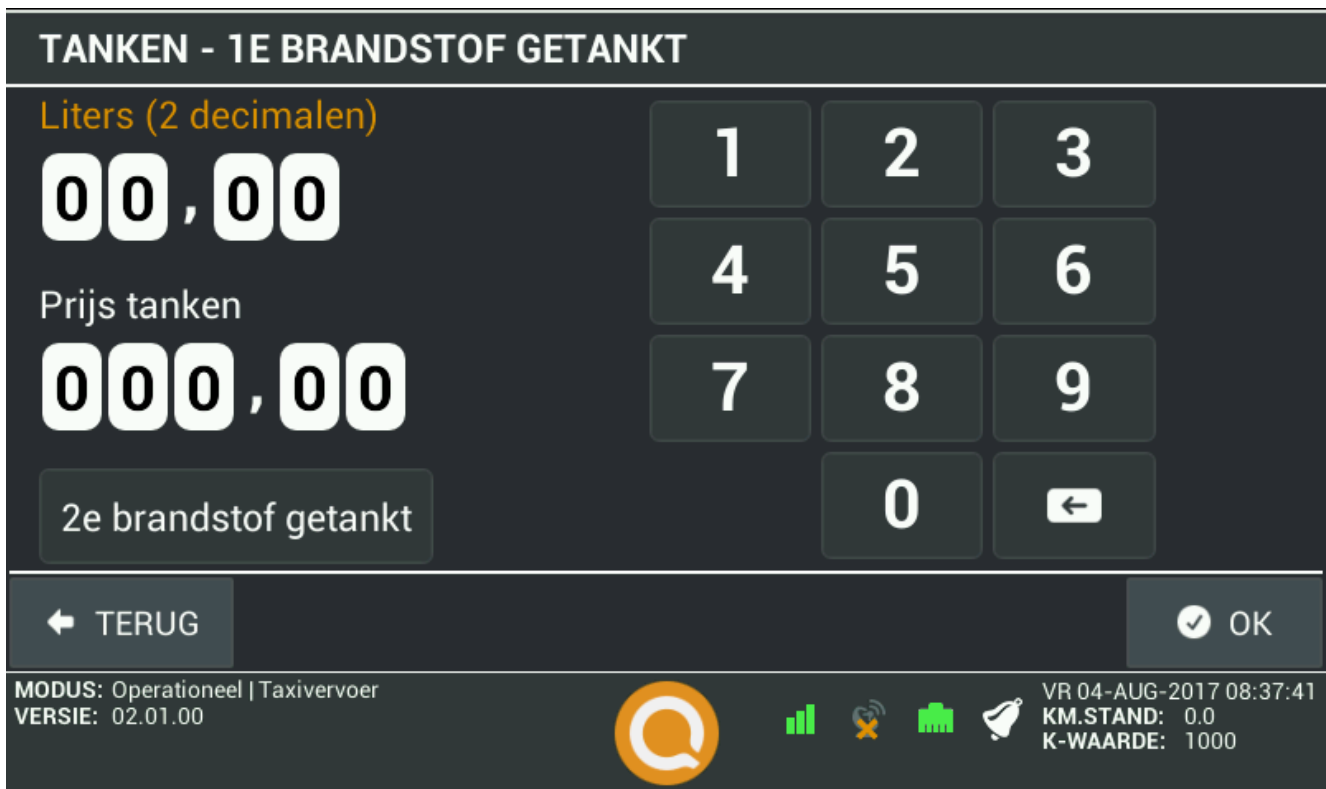 TANKEN - 1E BRANDSTOF GETANKT
Liters (2 decimalen)
00,00
Prijs tanken
000,00
2e brandstof getankt
1 2 3
4 5 6
7 8 9
0
TERUG
OK
MODUS: Operationeel | Taxivervoer
VERSIE: 02.01.00
VR 04-AUG-2017 08:37:41
KM.STAND: 0.0
K-WAARDE: 1000